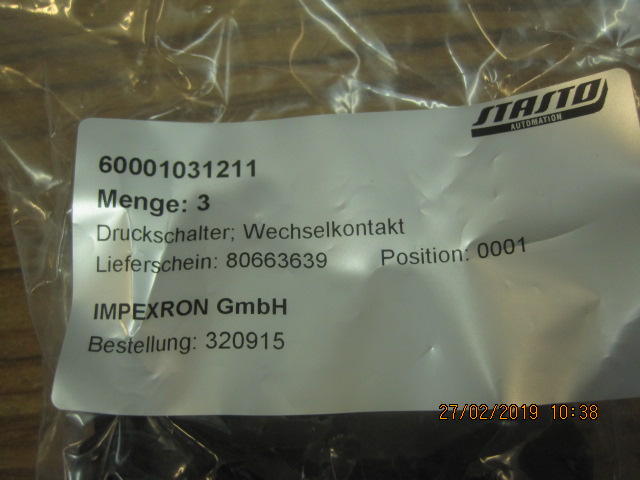 STASTO
AUTOMATION
60001031211
Menge: 3
Druckschalter; Wechselkontakt
Lieferschein: 80663639 Position: 0001
IMPEXRON GmbH
Bestellung: 320915
27/02/2019 10:38